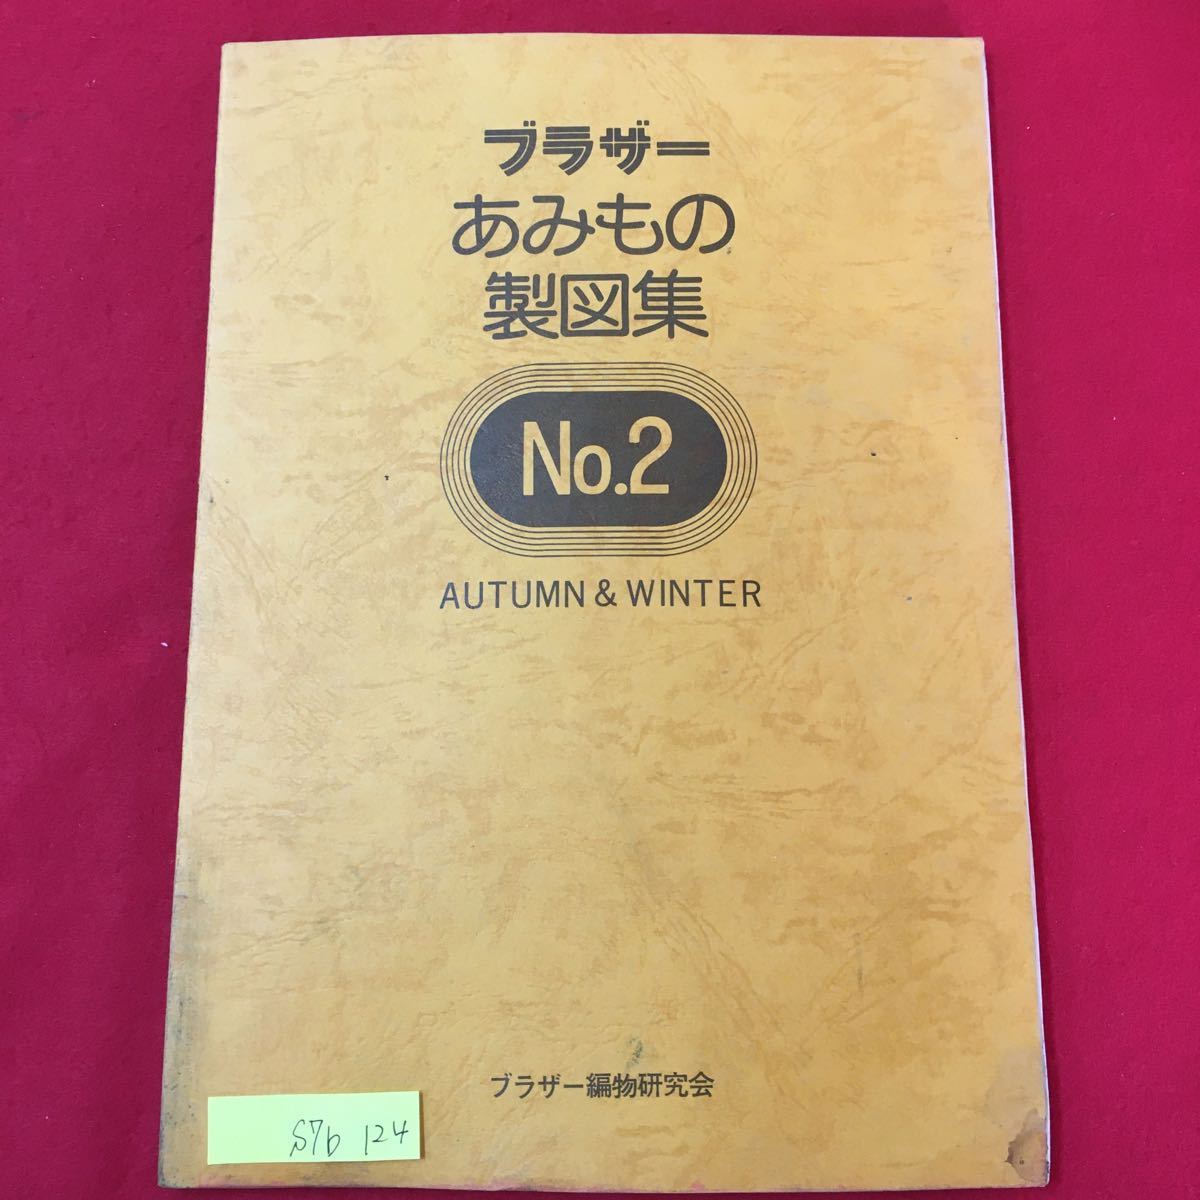 ブラザー
あみもの
製図集
No.2
AUTUMN & WINTER
ブラザー編物研究会
S7b 124